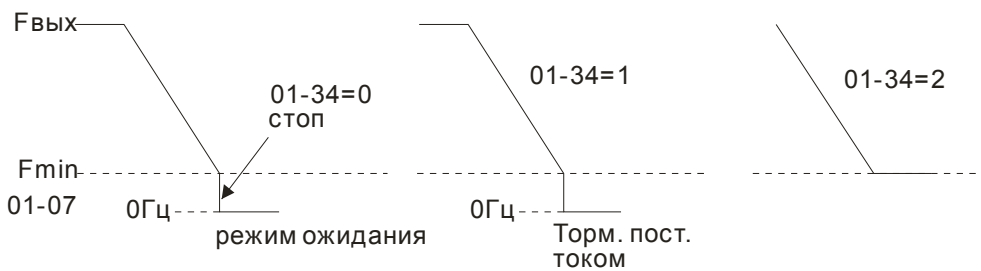 Fвых
01-34=0
стоп
01-34=1
01-34=2
Fmin
01-07
0Гц
режим ожидания
0Гц
Торм. пост.
током